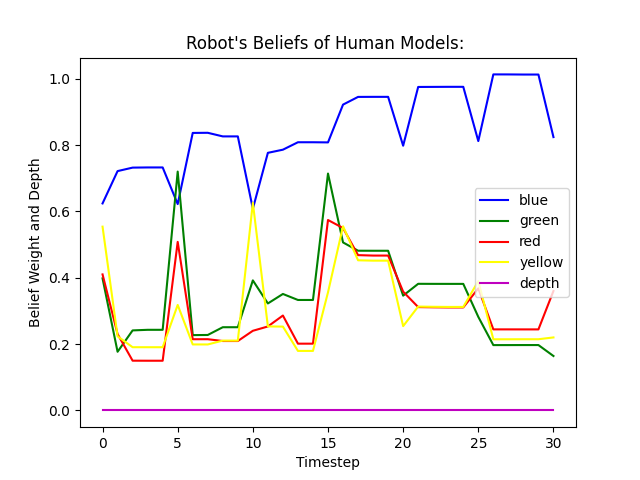 Robot's Beliefs of Human Models:
Belief Weight and Depth
1.0
0.8
0.6
0.4
0.2
0.0
blue
green
red
yellow
depth
0 5 10 15 20 25 30
Timestep